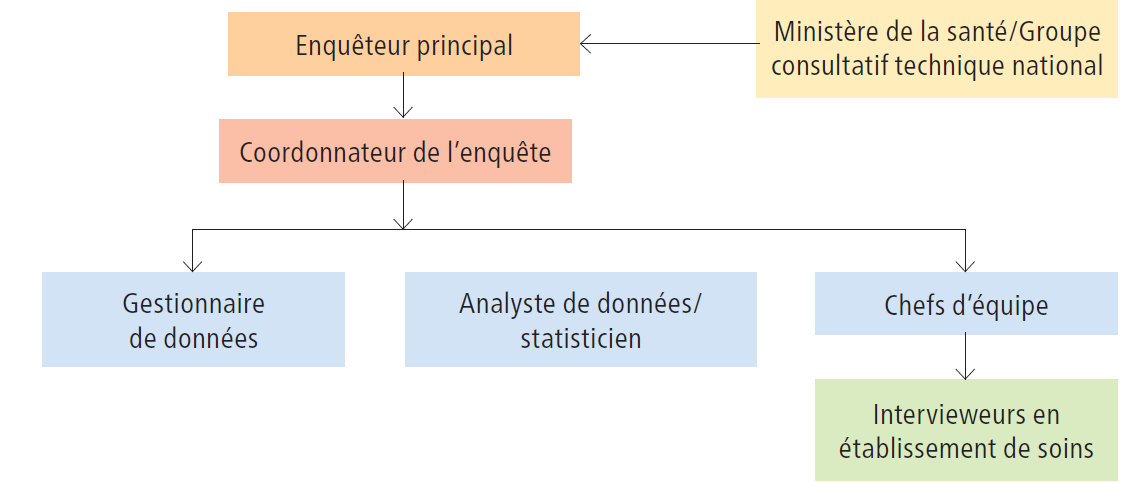 Enquêteur principal
Ministère de la santé/Groupe
consultatif technique national
Coordonnateur de l’enquête
Gestionnaire
de données
Analyste de données/
statisticien
Chefs d’équipe
Intervieweurs en
établissement de soins